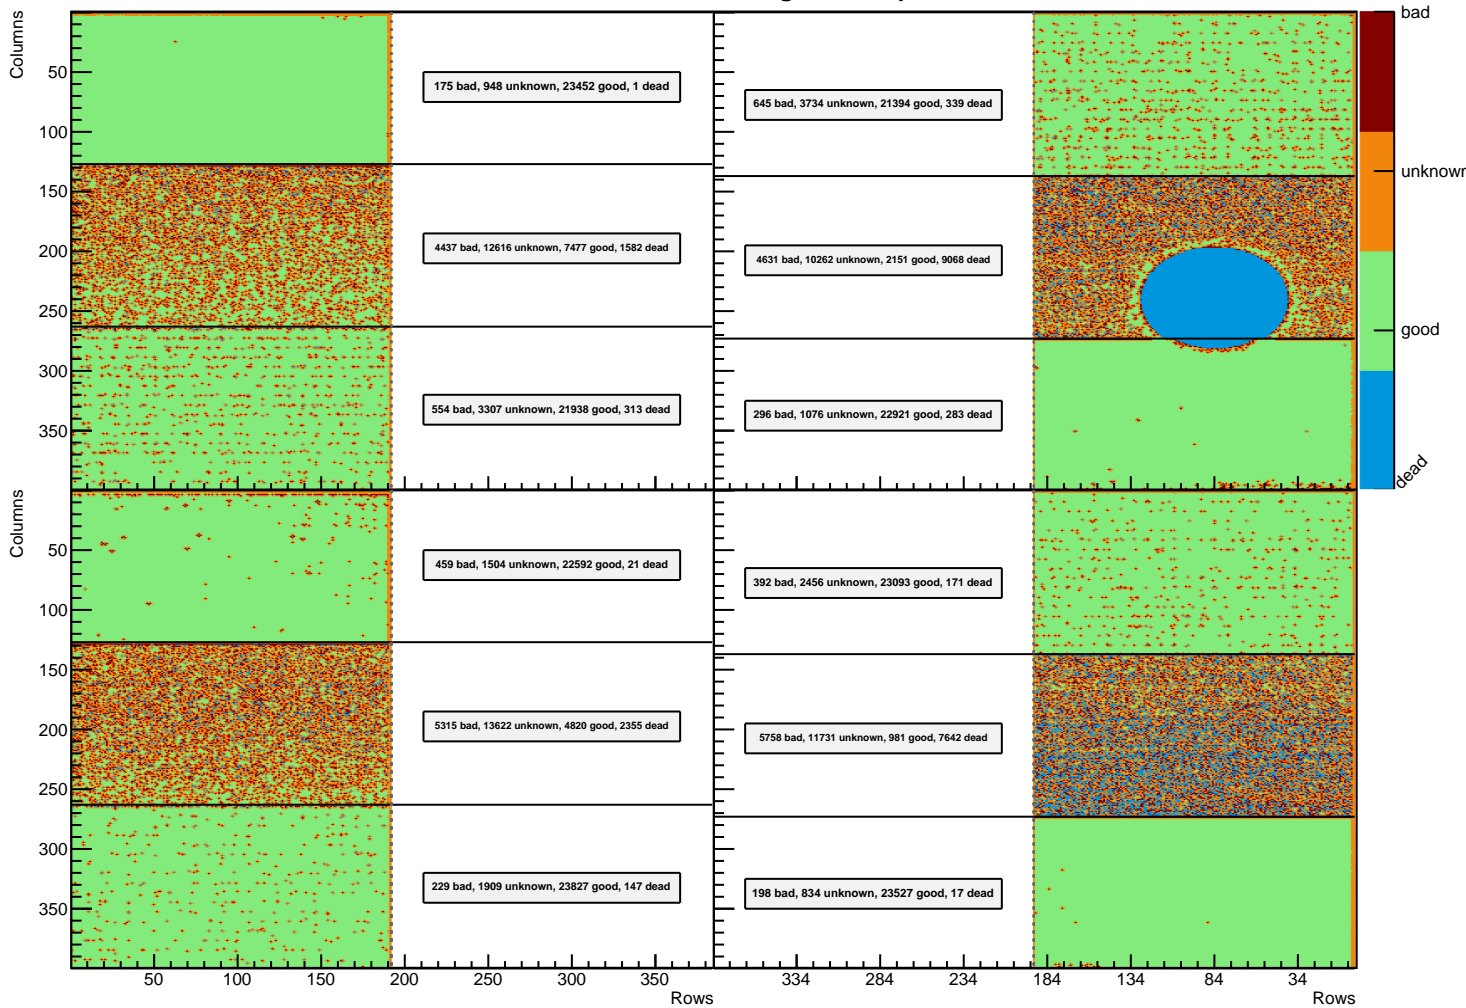 bad
unknown
good
dead
Columns
50
100
150
200
250
300
350
175 bad, 948 unknown, 23452 good, 1 dead
4437 bad, 12616 unknown, 7477 good, 1582 dead
554 bad, 3307 unknown, 21938 good, 313 dead
645 bad, 3734 unknown, 21394 good, 339 dead
4631 bad, 10262 unknown, 2151 good, 9068 dead
296 bad, 1076 unknown, 22921 good, 283 dead
Columns
50
100
150
200
250
300
350
459 bad, 1504 unknown, 22592 good, 21 dead
5315 bad, 13622 unknown, 4820 good, 2355 dead
229 bad, 1909 unknown, 23827 good, 147 dead
392 bad, 2456 unknown, 23093 good, 171 dead
5758 bad, 11731 unknown, 981 good, 7642 dead
198 bad, 834 unknown, 23527 good, 17 dead
50 100 150 200 250 300 350
Rows
334 284 234 184 134 84 34
Rows